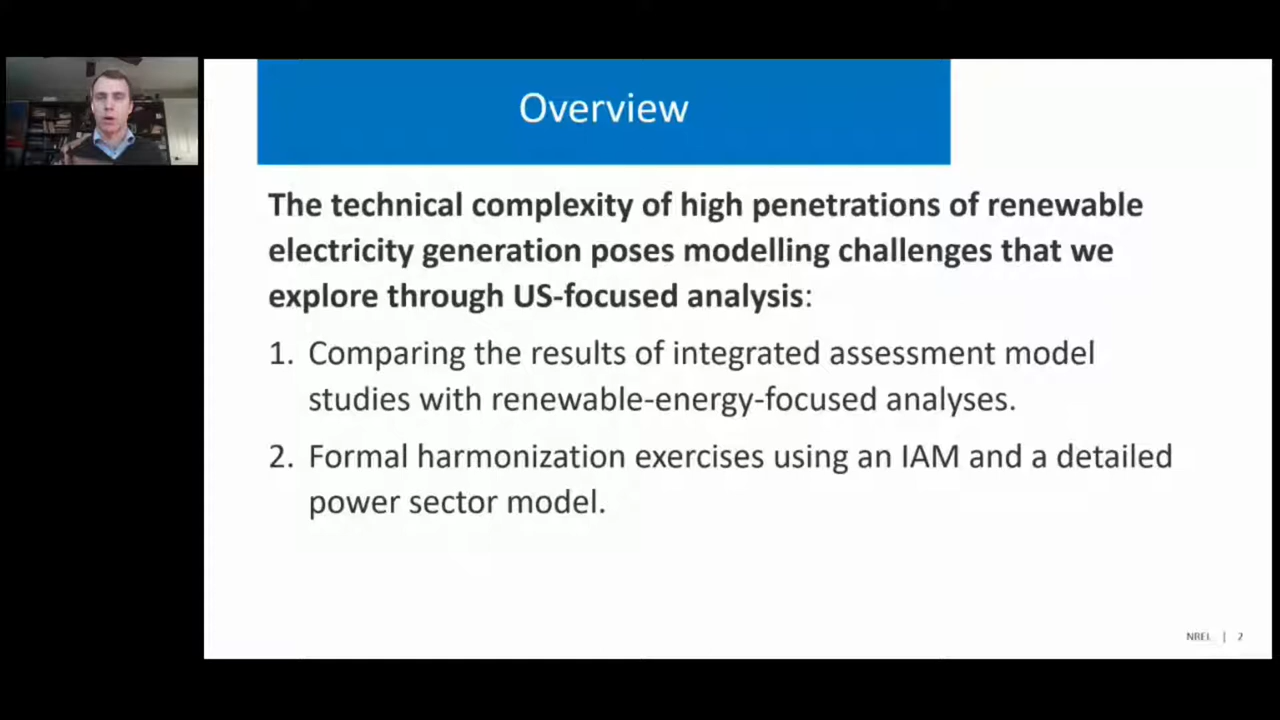 Overview
The technical complexity of high penetrations of renewable
electricity generation poses modelling challenges that we
explore through US-focused analysis:
1. Comparing the results of integrated assessment model
studies with renewable-energy-focused analyses.
2. Formal harmonization exercises using an IAM and a detailed
power sector model.
NREL | 2